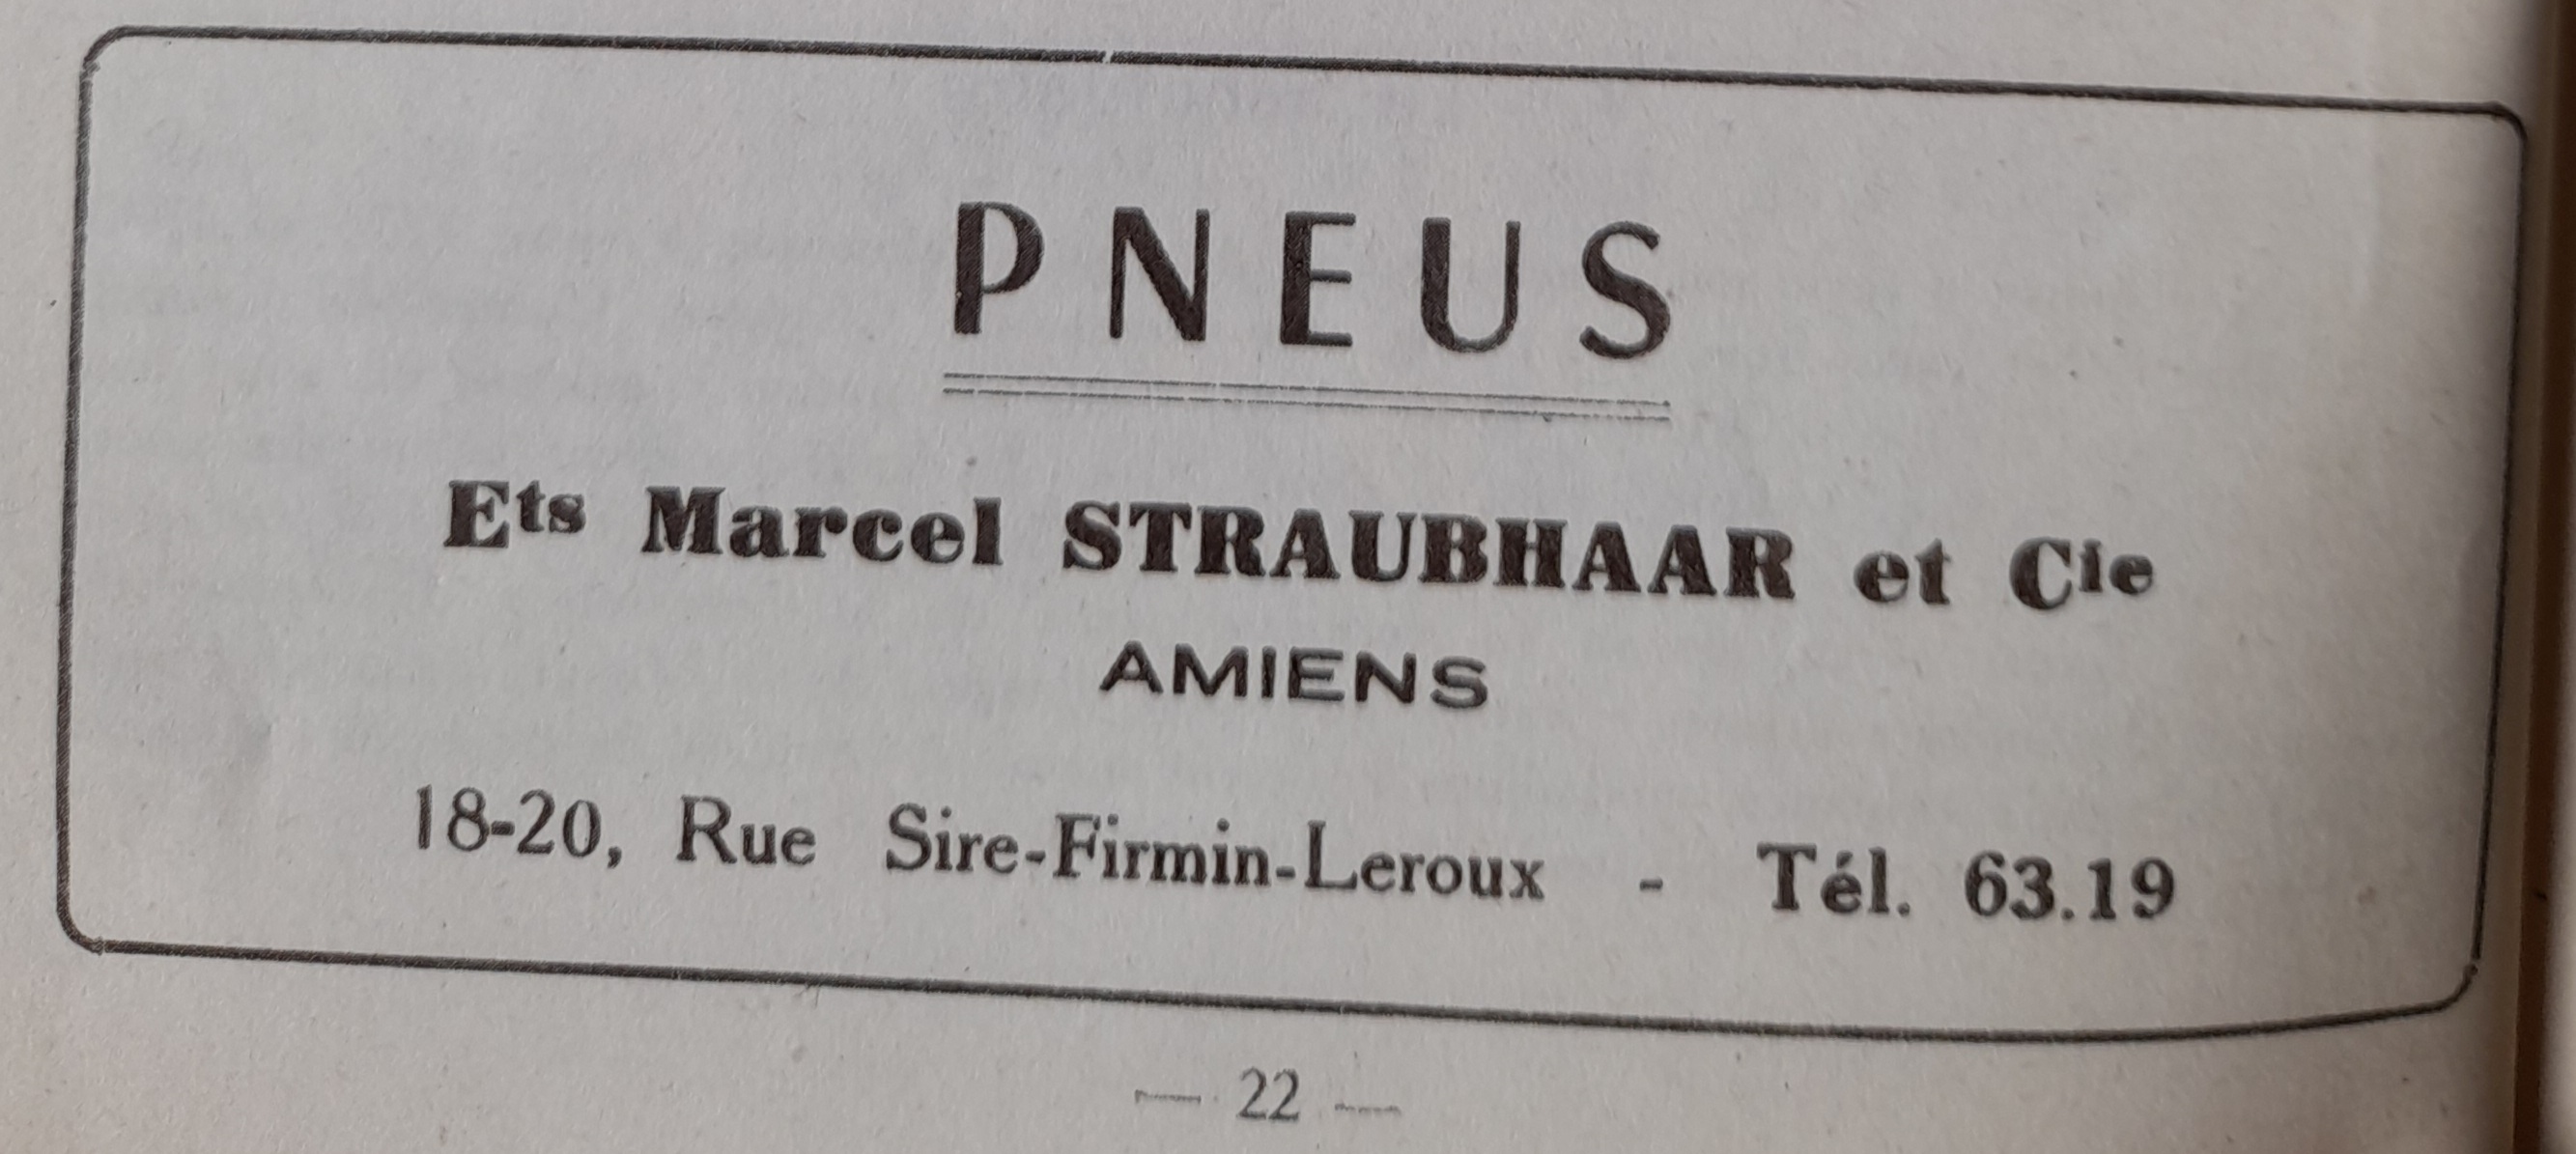 PNEUS
Ets Marcel STRAUBHAAR et Cie
AMIENS
18-20, Rue Sire-Firmin-Leroux - Tél. 63.19
— 22 —